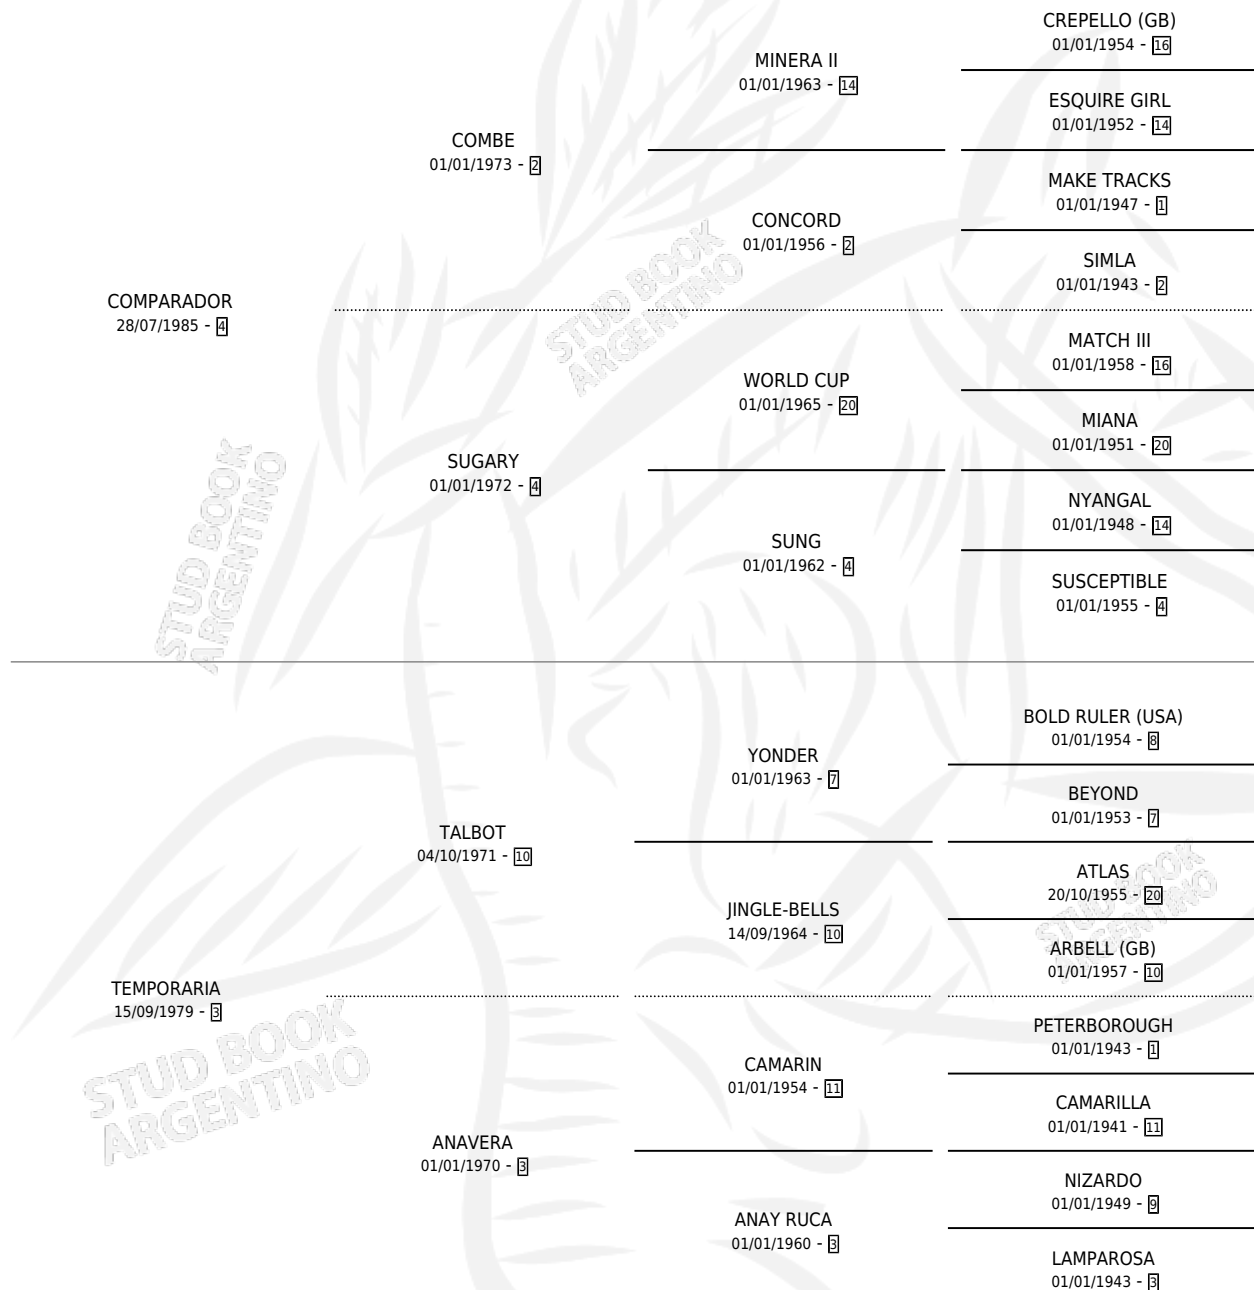 CREPELLO (GB)
01/01/1954 - 16
MINERA II
01/01/1963 - 14
ESQUIRE GIRL
01/01/1952 - 14
COMBE
01/01/1973 - 2
MAKE TRACKS
01/01/1947 - 1
CONCORD
01/01/1956 - 2
SIMLA
01/01/1943 - 2
COMPARADOR
28/07/1985 - 4
MATCH III
01/01/1958 - 16
WORLD CUP
01/01/1965 - 20
MIANA
01/01/1951 - 20
SUGARY
01/01/1972 - 4
NYANGAL
01/01/1948 - 14
SUNG
01/01/1962 - 4
SUSCEPTIBLE
01/01/1955 - 4
BOLD RULER (USA)
01/01/1954 - 8
YONDER
01/01/1963 - 7
BEYOND
01/01/1953 - 7
TALBOT
04/10/1971 - 10
ATLAS
20/10/1955 - 20
JINGLE-BELLS
14/09/1964 - 10
ARBELL (GB)
01/01/1957 - 10
TEMPORARIA
15/09/1979 - 3
PETERBOROUGH
01/01/1943 - 1
CAMARIN
01/01/1954 - 11
CAMARILLA
01/01/1941 - 11
ANAVERA
01/01/1970 - 3
NIZARDO
01/01/1949 - 9
ANAY RUCA
01/01/1960 - 3
LAMPAROSA
01/01/1943 - 3
STUD BOOK
ARGENTINO
STUD BOOK
ARGENTINO
STUD BOOK
ARGENTINO
STUD BOOK
ARGENTINO